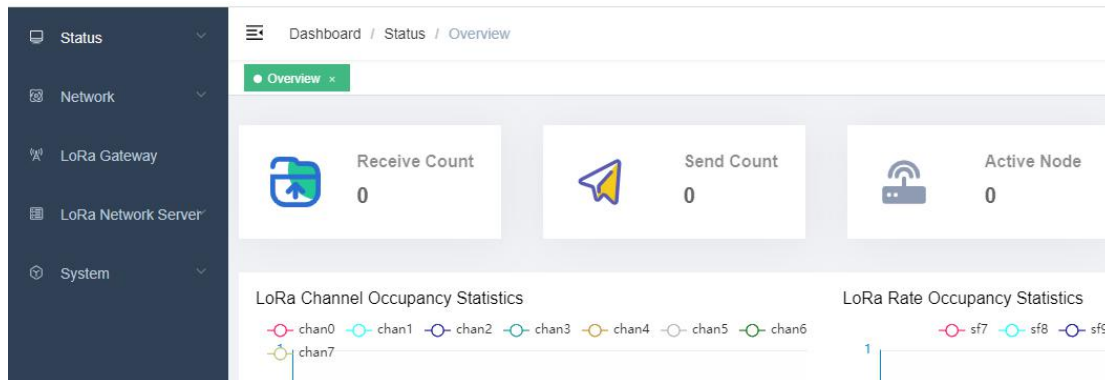 Status
Network
LoRa Gateway
LoRa Network Server
System
Dashboard / Status / Overview
Overview ×
Receive Count
0
Send Count
0
Active Node
0
LoRa Channel Occupancy Statistics
chan0 chan1 chan2 chan3 chan4 chan5 chan6
chan7
1
LoRa Rate Occupancy Statistics
sf7 sf8 sf9
1